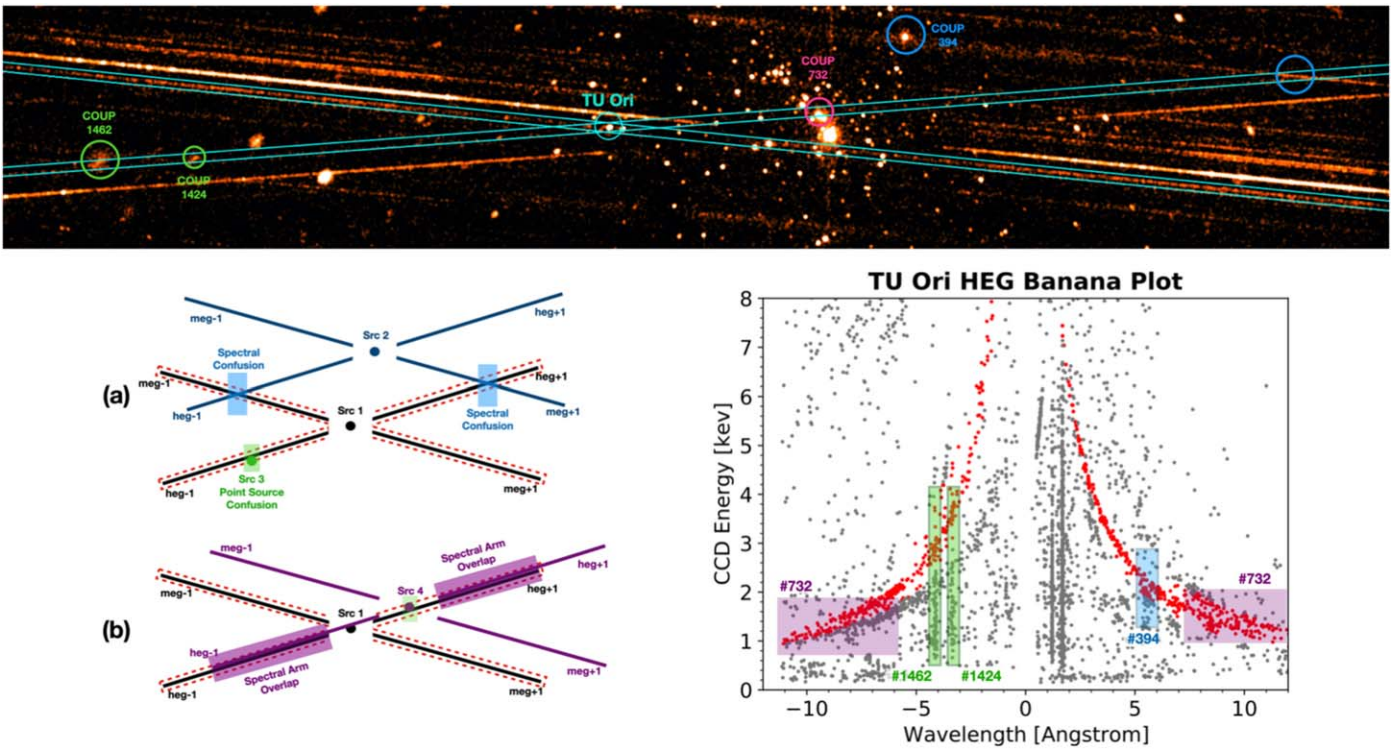 COUP
394
COUP
732
TU Ori
COUP
1462
COUP
1424
(a)
meg-1
heg+1
Src 2
Spectral
Confusion
meg-1
heg+1
heg-1
Src 1
meg+1
Spectral
Confusion
Src 3
Point Source
Confusion
heg-1
meg+1
(b)
meg-1
Spectral Arm
Overlap
heg+1
meg-1
Src 4
heg+1
Src 1
heg-1
Spectral Arm
Overlap
meg+1
heg-1
meg+1
TU Ori HEG Banana Plot
CCD Energy [kev]
8
7
6
5
4
3
2
1
0
#732
#732
#394
#1462
#1424
−10
−5
0
5
10
Wavelength [Angstrom]